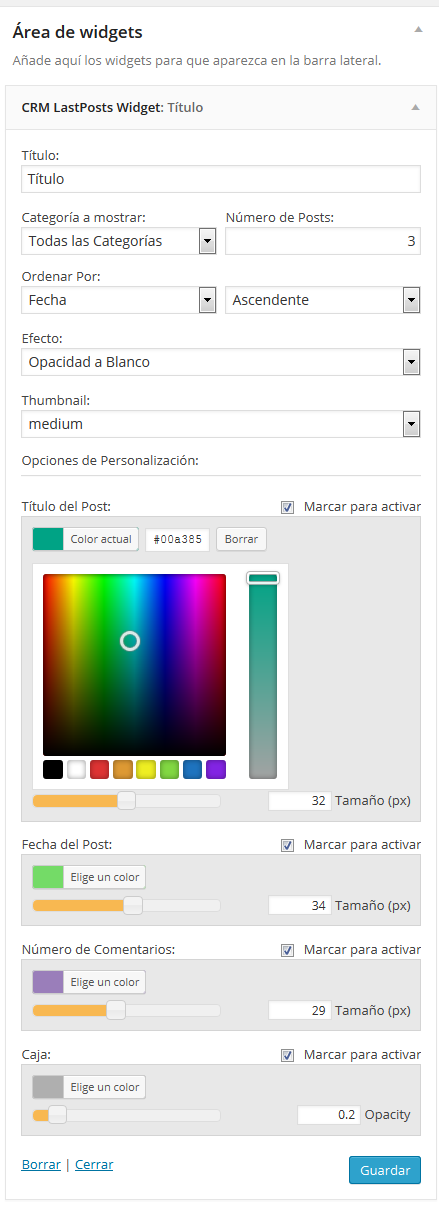 Área de widgets
Añade aquí los widgets para que aparezca en la barra lateral.
CRM LastPosts Widget: Título
Título:
Título
Categoría a mostrar: Número de Posts:
Todas las Categorías 3
Ordenar Por:
Fecha Ascendente
Efecto:
Opacidad a Blanco
Thumbnail:
medium
Opciones de Personalización:
Título del Post: Marcar para activar
Color actual #00a385 Borrar
32 Tamaño (px)
Fecha del Post: Marcar para activar
Elige un color
34 Tamaño (px)
Número de Comentarios: Marcar para activar
Elige un color
29 Tamaño (px)
Caja: Marcar para activar
Elige un color
0.2 Opacity
Borrar | Cerrar Guardar